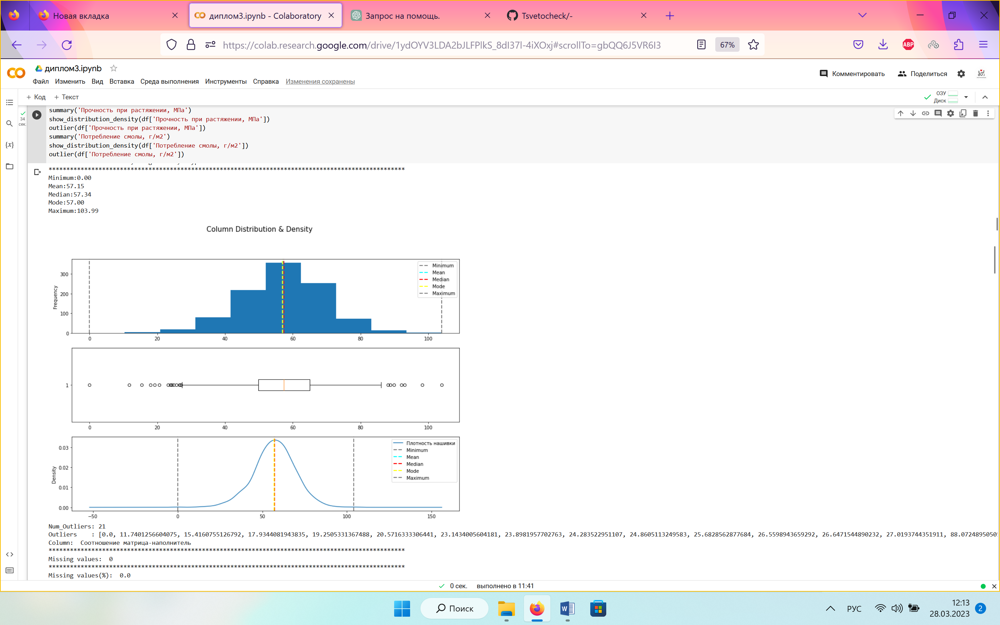 Новая вкладка
диплом3.ipynb - Colaboratory
Запрос на помощь.
Tsvetocheck/-
https://colab.research.google.com/drive/1ydOYV3LDA2bJLFPlkS_8dI37l-4iXOxj#scrollTo=gbQQ6J5VR6I3
67%
ABP
диплом3.ipynb
Файл Изменить Вид Вставка Среда выполнения Инструменты Справка Изменения сохранены
Комментировать
Поделиться
+ Код + Текст
ОЗУ
Диск
34
сек.
{x}
summary('Прочность при растяжении, МПа')
show_distribution_density(df['Прочность при растяжении, МПа'])
outlier(df['Прочность при растяжении, МПа'])
summary('Потребление смолы, г/м2')
show_distribution_density(df['Потребление смолы, г/м2'])
outlier(df['Потребление смолы, г/м2'])
****************************************************************************************************
Minimum:0.00
Mean:57.15
Median:57.34
Mode:57.00
Maximum:103.99
Column Distribution & Density
Frequency
300
200
100
0
0 20 40 60 80 100
Minimum
Mean
Median
Mode
Maximum
1
0 20 40 60 80 100
Density
0.03
0.02
0.01
0.00
−50 0 50 100 150
Плотность нашивки
Minimum
Mean
Median
Mode
Maximum
Num_Outliers: 21
Outliers : [0.0, 11.7401256604075, 15.4160755126792, 17.9344081943835, 19.2505331367488, 20.5716333306441, 23.1434005604181, 23.8981957702763, 24.283522951107, 24.8605113249583, 25.6828562877684, 26.5598943659292, 26.6471544890232, 27.0193744351911, 88.072489505
Column: Соотношение матрица-наполнитель
****************************************************************************************************
Missing values: 0
****************************************************************************************************
Missing values(%): 0.0
0 сек. выполнено в 11:41
Поиск
РУС
12:13
28.03.2023
2